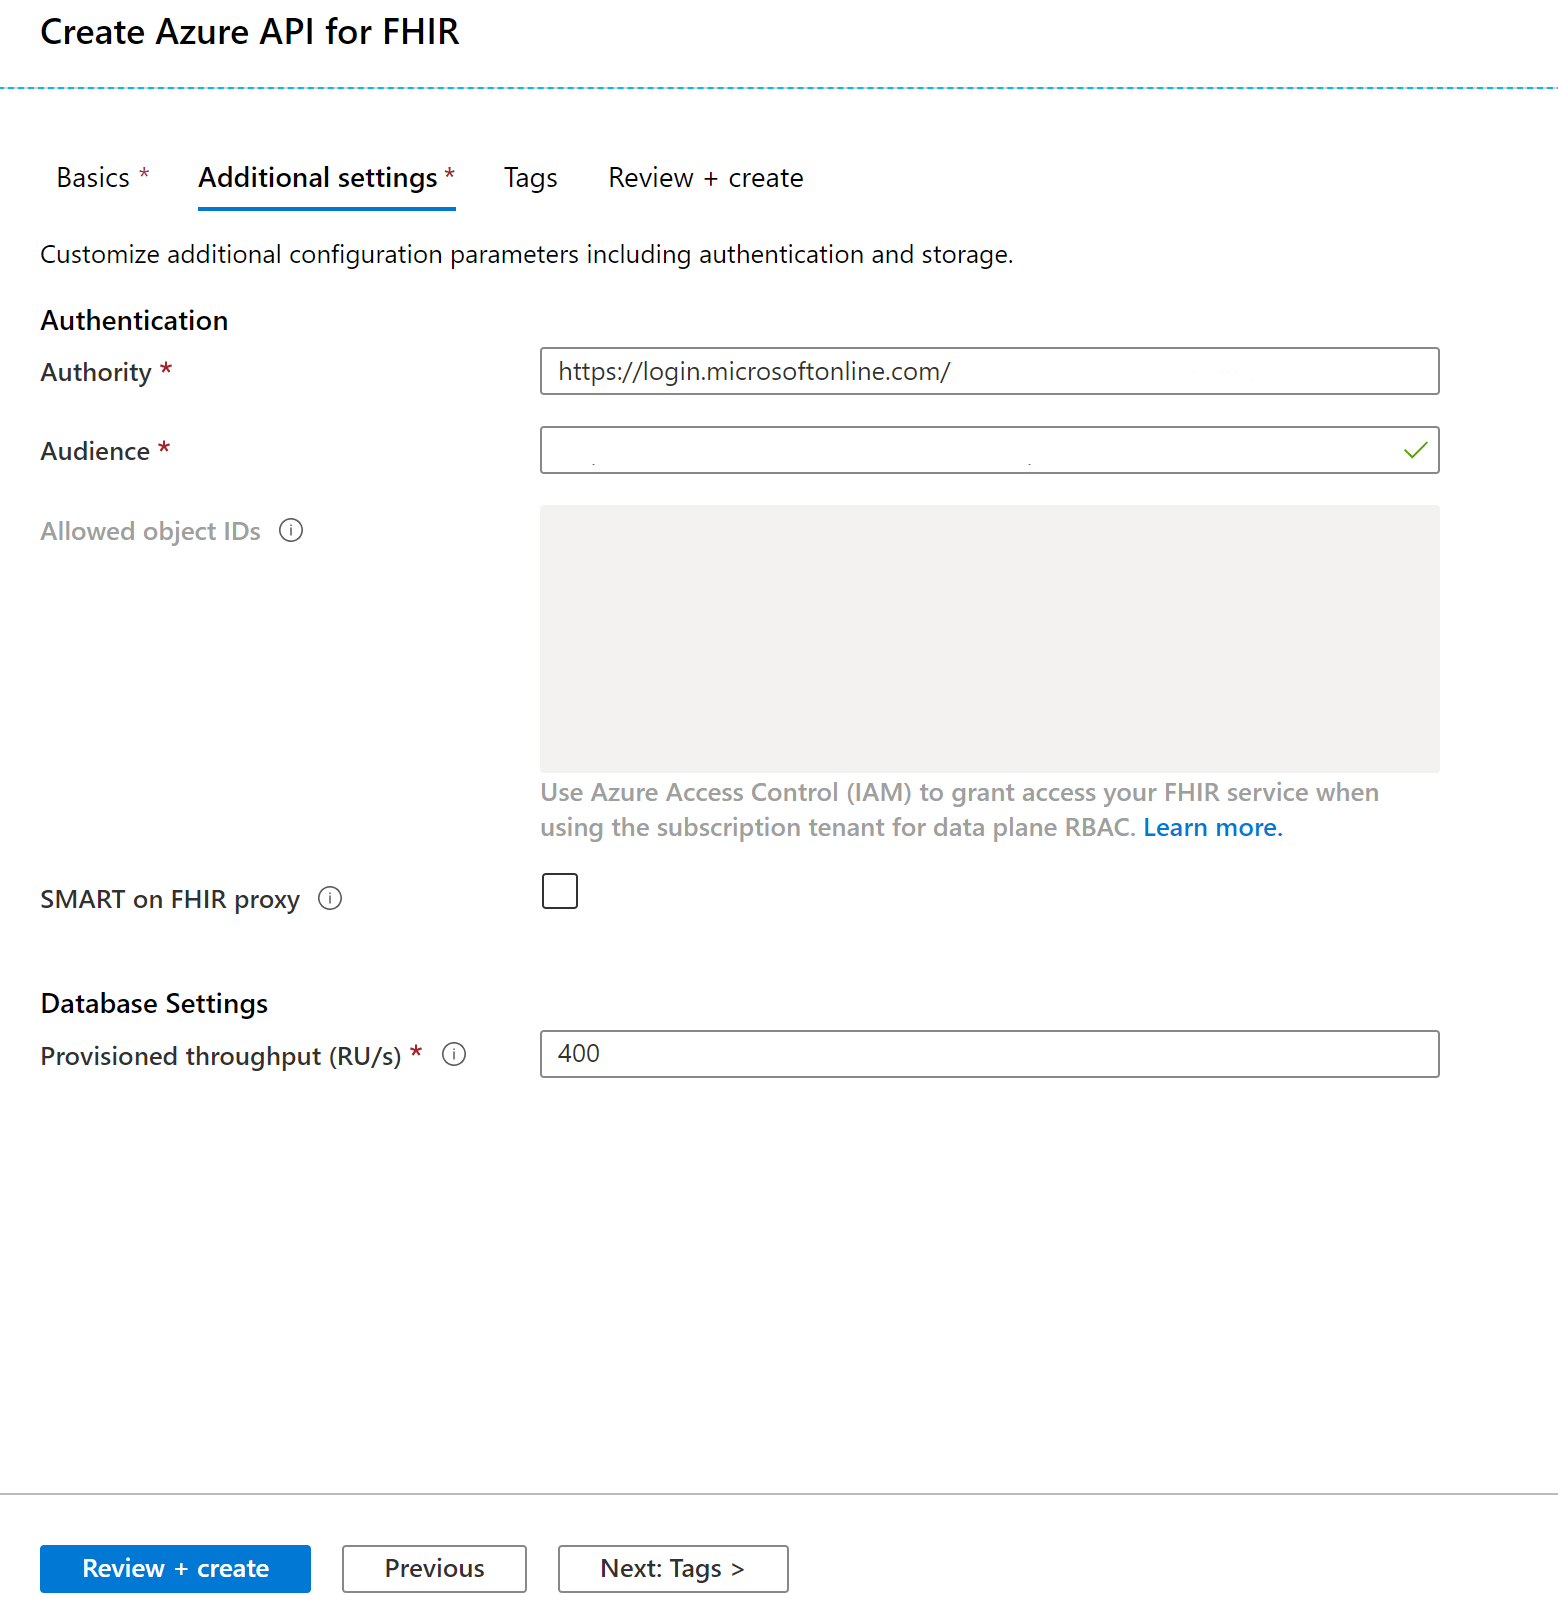 Create Azure API for FHIR
Basics * Additional settings * Tags Review + create
Customize additional configuration parameters including authentication and storage.
Authentication
Authority * https://login.microsoftonline.com/
Audience *
Allowed object IDs
Use Azure Access Control (IAM) to grant access your FHIR service when
using the subscription tenant for data plane RBAC. Learn more.
SMART on FHIR proxy
Database Settings
Provisioned throughput (RU/s) * 400
Review + create Previous Next: Tags >